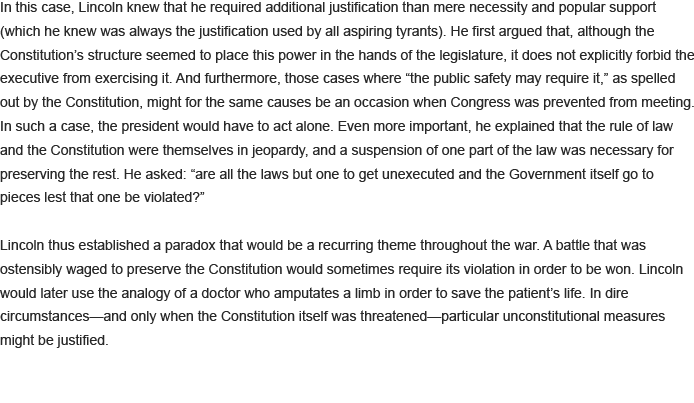 In this case, Lincoln knew that he required additional justification than mere necessity and popular support
(which he knew was always the justification used by all aspiring tyrants). He first argued that, although the
Constitution’s structure seemed to place this power in the hands of the legislature, it does not explicitly forbid the
executive from exercising it. And furthermore, those cases where “the public safety may require it,” as spelled
out by the Constitution, might for the same causes be an occasion when Congress was prevented from meeting.
In such a case, the president would have to act alone. Even more important, he explained that the rule of law
and the Constitution were themselves in jeopardy, and a suspension of one part of the law was necessary for
preserving the rest. He asked: “are all the laws but one to get unexecuted and the Government itself go to
pieces lest that one be violated?”
Lincoln thus established a paradox that would be a recurring theme throughout the war. A battle that was
ostensibly waged to preserve the Constitution would sometimes require its violation in order to be won. Lincoln
would later use the analogy of a doctor who amputates a limb in order to save the patient’s life. In dire
circumstances—and only when the Constitution itself was threatened—particular unconstitutional measures
might be justified.